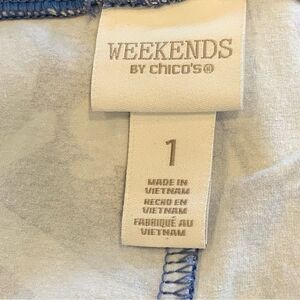 WEEKENDS
BY CHICO'S®
1
MADE IN
VIETNAM
HECHO EN
VIETNAM
FABRIQUÉ AU
VIETNAM